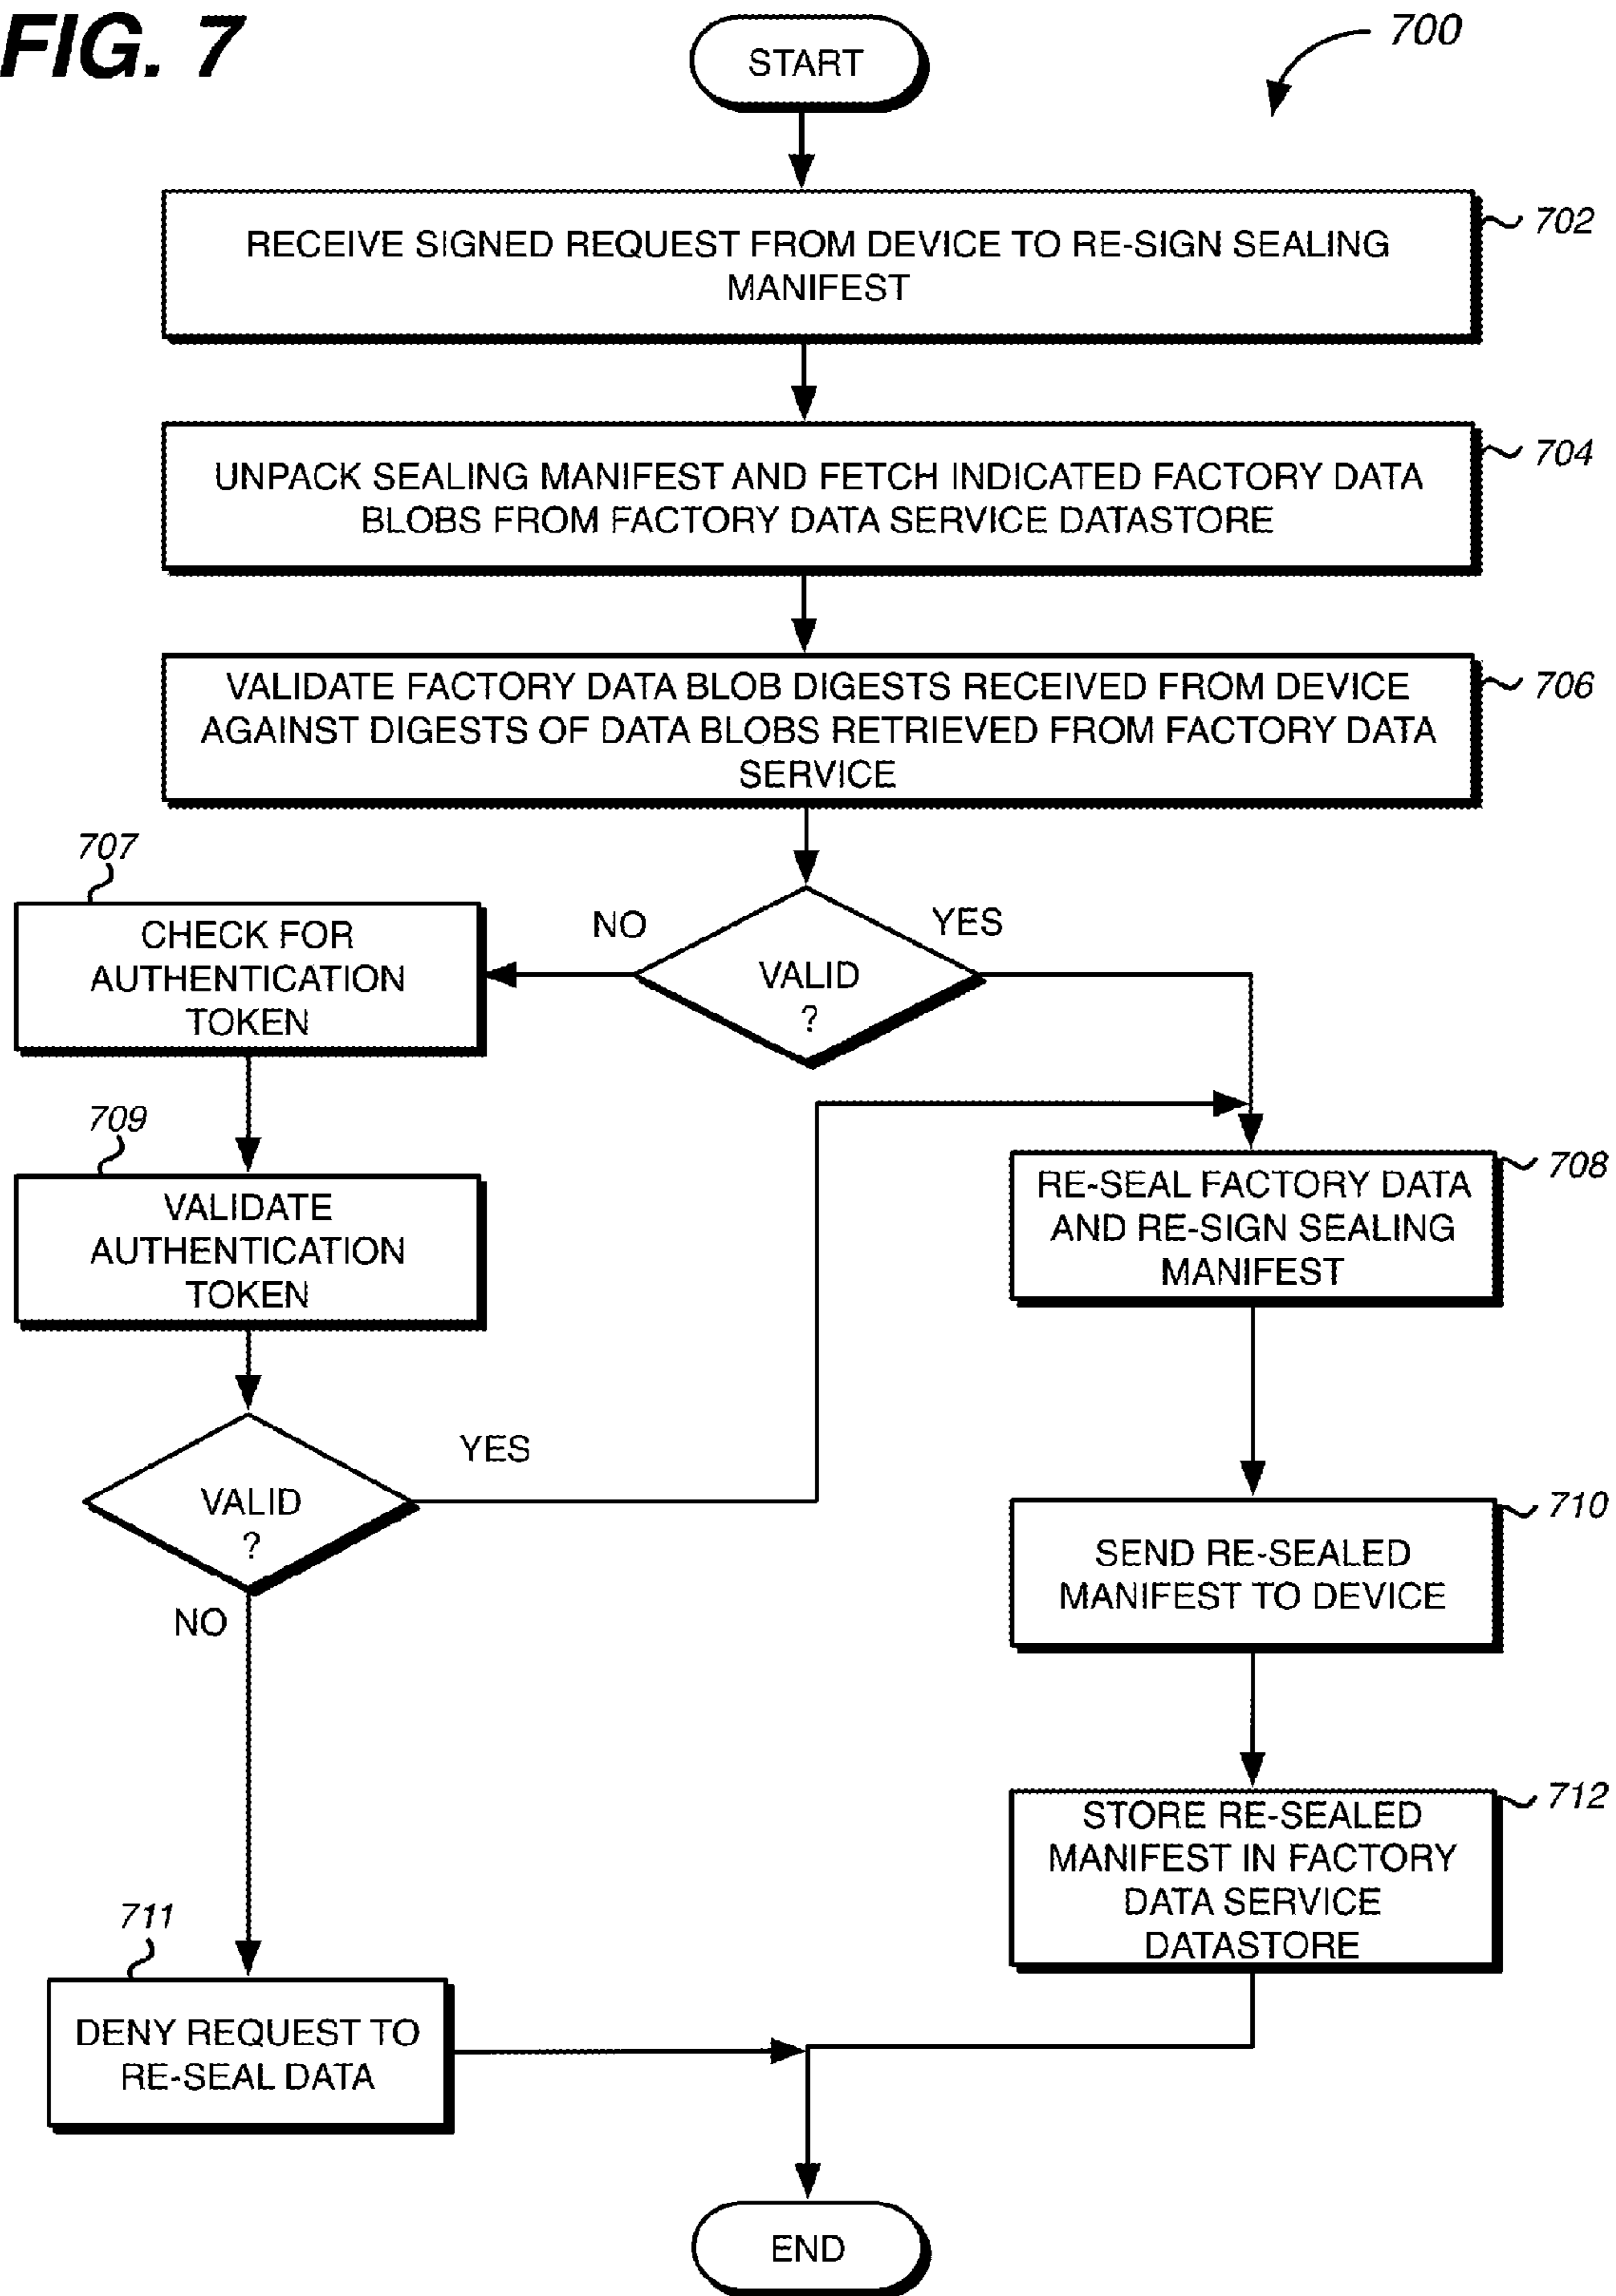 FIG. 7
START
700
RECEIVE SIGNED REQUEST FROM DEVICE TO RE-SIGN SEALING
MANIFEST
702
UNPACK SEALING MANIFEST AND FETCH INDICATED FACTORY DATA
BLOBS FROM FACTORY DATA SERVICE DATASTORE
704
VALIDATE FACTORY DATA BLOB DIGESTS RECEIVED FROM DEVICE
AGAINST DIGESTS OF DATA BLOBS RETRIEVED FROM FACTORY DATA
SERVICE
706
707
CHECK FOR
AUTHENTICATION
TOKEN
NO
VALID
?
YES
709
VALIDATE
AUTHENTICATION
TOKEN
RE-SEAL FACTORY DATA
AND RE-SIGN SEALING
MANIFEST
708
VALID
?
YES
NO
SEND RE-SEALED
MANIFEST TO DEVICE
710
STORE RE-SEALED
MANIFEST IN FACTORY
DATA SERVICE
DATASTORE
712
711
DENY REQUEST TO
RE-SEAL DATA
END